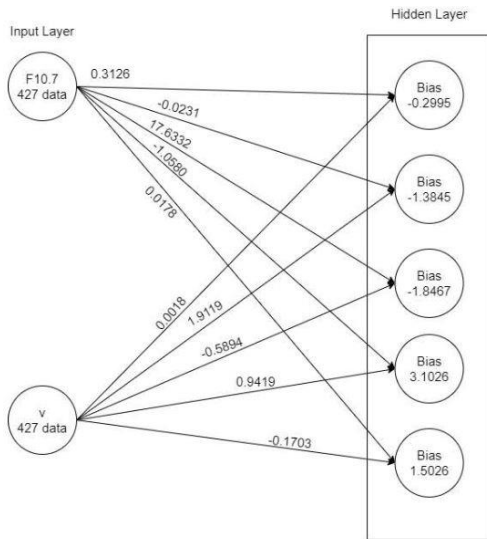 Hidden Layer
Input Layer
F10.7
427 data
0.3126
-0.0231
17.6332
-1.0580
0.0178
Bias
-0.2995
Bias
-1.3845
Bias
-1.8467
Bias
3.1026
Bias
1.5026
0.0018
1.9119
-0.5894
0.9419
-0.1703
v
427 data